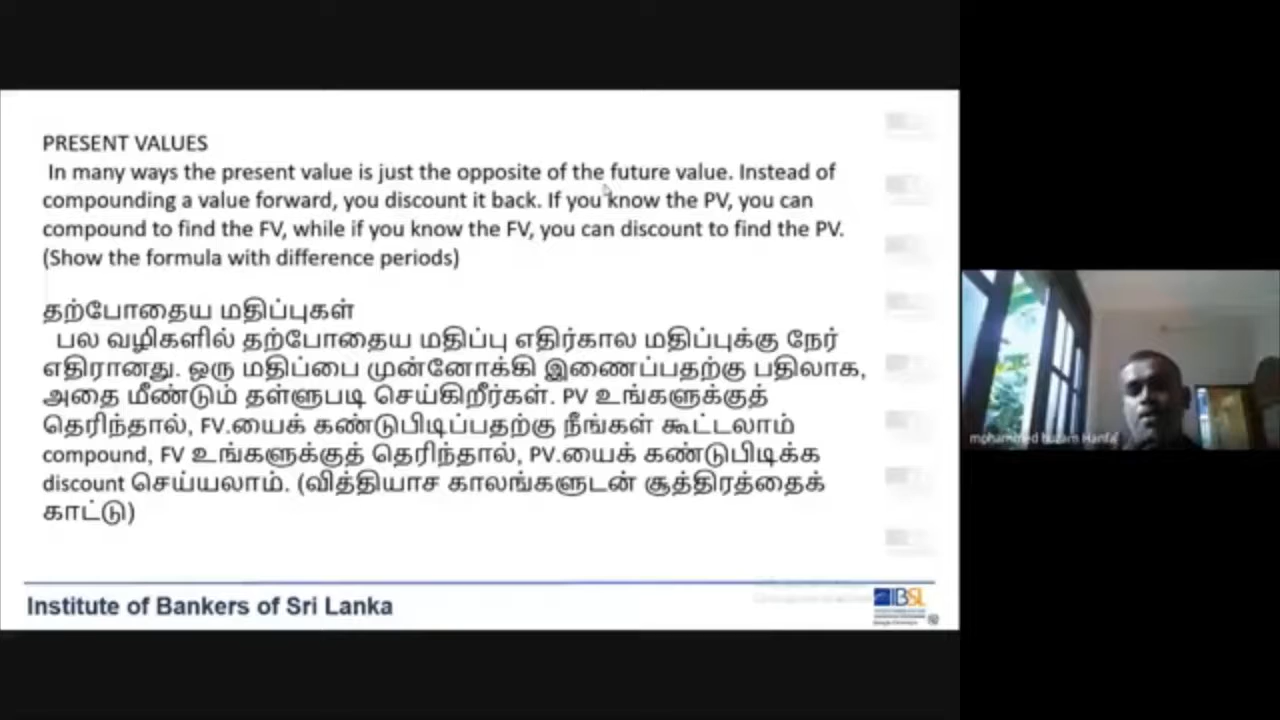 PRESENT VALUES
In many ways the present value is just the opposite of the future value. Instead of
compounding a value forward, you discount it back. If you know the PV, you can
compound to find the FV, while if you know the FV, you can discount to find the PV.
(Show the formula with difference periods)
தற்போதைய மதிப்புகள்
பல வழிகளில் தற்போதைய மதிப்பு எதிர்கால மதிப்புக்கு நேர்
எதிரானது. ஒரு மதிப்பை முன்னோக்கி இணைப்பதற்கு பதிலாக,
அதை மீண்டும் தள்ளுபடி செய்கிறீர்கள். PV உங்களுக்குத்
தெரிந்தால், FV.யைக் கண்டுபிடிப்பதற்கு நீங்கள் கூட்டலாம்
compound, FV உங்களுக்குத் தெரிந்தால், PV.யைக் கண்டுபிடிக்க
discount செய்யலாம். (வித்தியாச காலங்களுடன் சூத்திரத்தைக்
காட்டு)
Institute of Bankers of Sri Lanka
IBSL
mohammed Hanfa